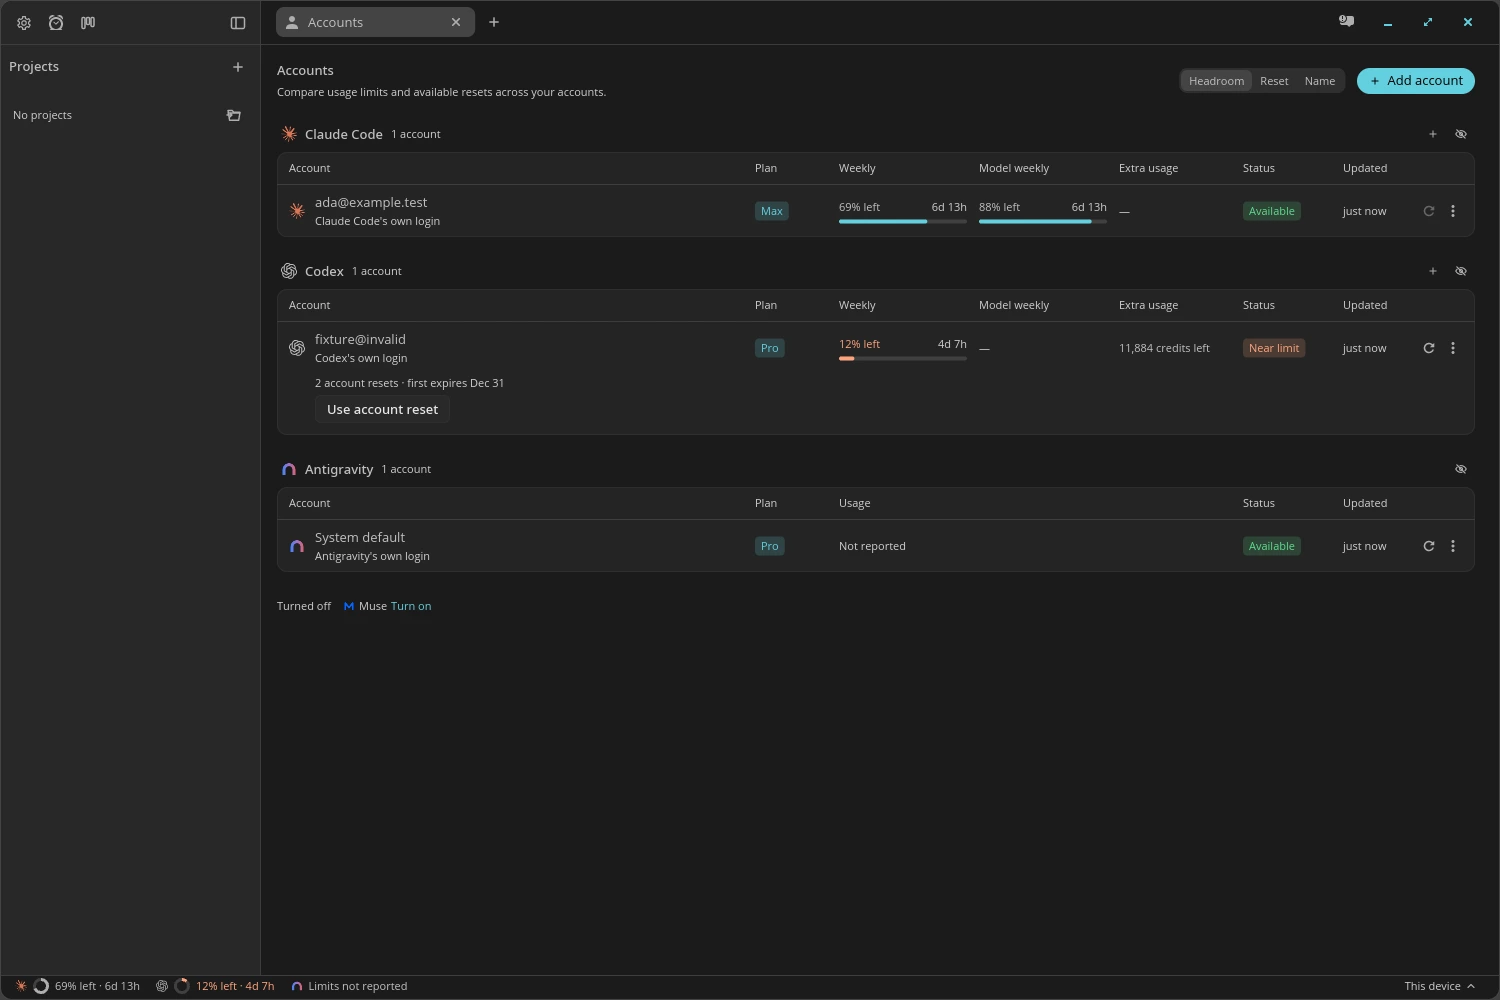 Accounts
Projects
No projects
Accounts
Compare usage limits and available resets across your accounts.
Headroom Reset Name
Add account
Claude Code 1 account
Account Plan Weekly Model weekly Extra usage Status Updated
ada@example.test
Claude Code's own login
Max
69% left 6d 13h 88% left 6d 13h — Available just now
Codex 1 account
Account Plan Weekly Model weekly Extra usage Status Updated
fixture@invalid
Codex's own login
Pro
12% left 4d 7h — 11,884 credits left Near limit just now
2 account resets · first expires Dec 31
Use account reset
Antigravity 1 account
Account Plan Usage Status Updated
System default
Antigravity's own login
Pro Not reported Available just now
Turned off Muse Turn on
69% left · 6d 13h 12% left · 4d 7h Limits not reported This device